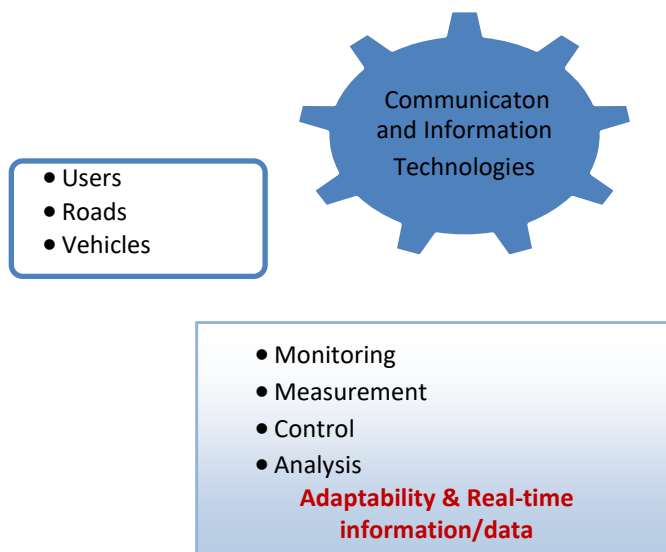 Communicaton
and Information
Technologies
• Users
• Roads
• Vehicles
• Monitoring
• Measurement
• Control
• Analysis
Adaptability & Real-time
information/data